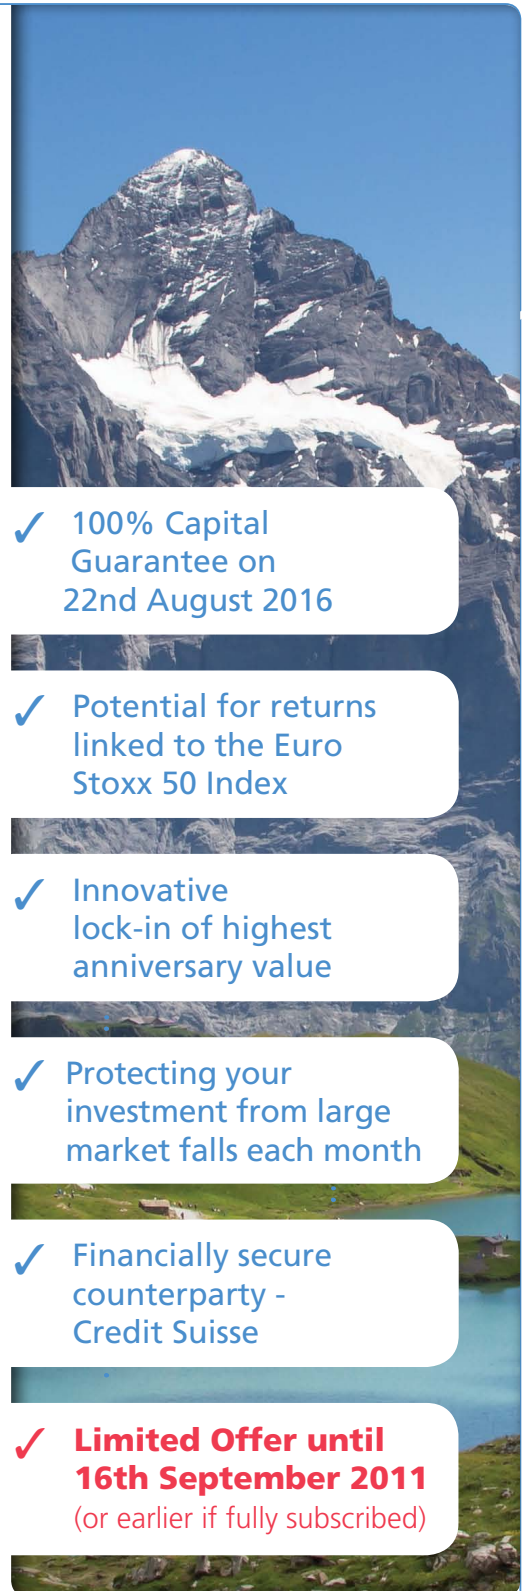 ✓ 100% Capital
Guarantee on
22nd August 2016
✓ Potential for returns
linked to the Euro
Stoxx 50 Index
✓ Innovative
lock-in of highest
anniversary value
✓ Protecting your
investment from large
market falls each month
✓ Financially secure
counterparty -
Credit Suisse
✓ Limited Offer until
16th September 2011
(or earlier if fully subscribed)